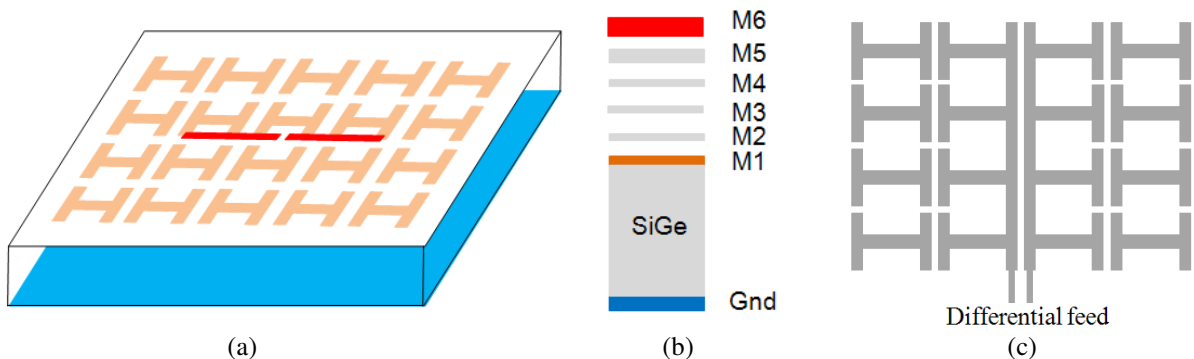 M6
M5
M4
M3
M2
M1
SiGe
Gnd
Differential feed
(a)
(b)
(c)